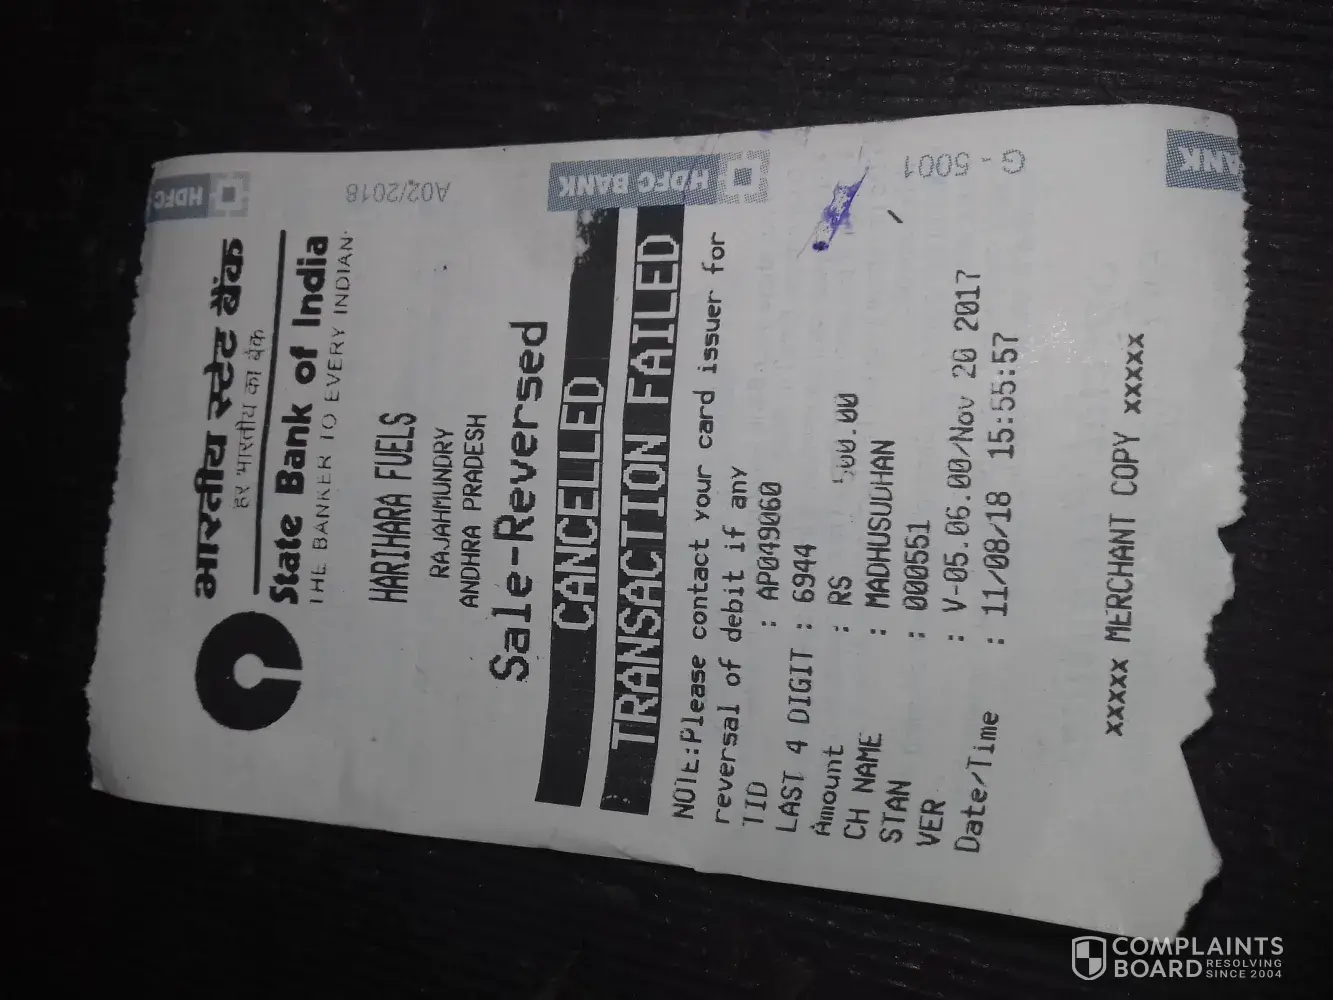 भारतीय स्टेट बैंक
हर भारतीय का बैंक
State Bank of India
THE BANKER TO EVERY INDIAN
HARIHARA FUELS
RAJAHMUNDRY
ANDHRA PRADESH
Sale-Reversed
CANCELLED
TRANSACTION FAILED
NOTE:Please contact your card issuer for
reversal of debit if any
TID : AP049060
LAST 4 DIGIT : 6944
Amount : RS 500.00
CH NAME : MADHUSUDHAN
STAN : 000551
VER : V-05.06.00/Nov 20 2017
Date/Time : 11/08/18 15:55:57
xxxxx MERCHANT COPY xxxxx
HDFC
A02/2018
HDFC BANK
G - 5001
ANK
COMPLAINTS
BOARD RESOLVING
SINCE 2004